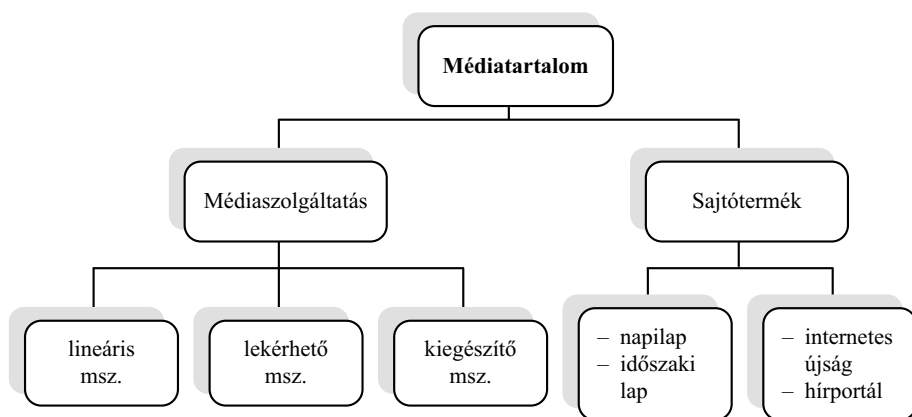 Médiatartalom
Médiaszolgáltatás
Sajtótermék
lineáris
msz.
lekérhető
msz.
kiegészítő
msz.
– napilap
– időszaki
lap
– internetes
újság
– hírportál